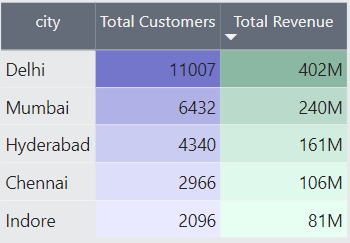 city Total Customers Total Revenue
Delhi 11007 402M
Mumbai 6432 240M
Hyderabad 4340 161M
Chennai 2966 106M
Indore 2096 81M